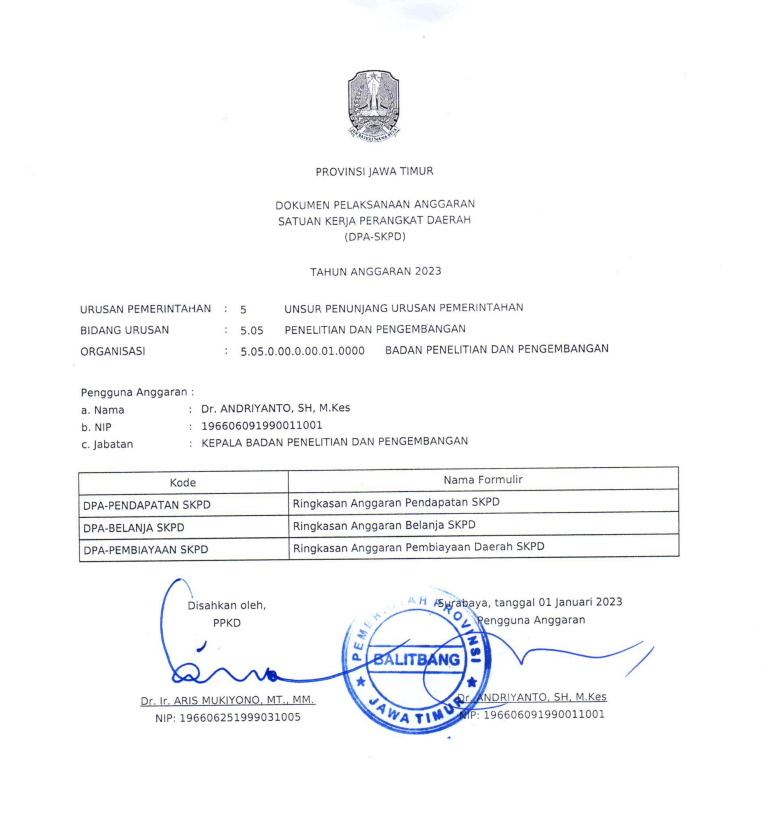 PROVINSI JAWA TIMUR
DOKUMEN PELAKSANAAN ANGGARAN
SATUAN KERJA PERANGKAT DAERAH
(DPA-SKPD)
TAHUN ANGGARAN 2023
URUSAN PEMERINTAHAN : 5 UNSUR PENUNJANG URUSAN PEMERINTAHAN
BIDANG URUSAN : 5.05 PENELITIAN DAN PENGEMBANGAN
ORGANISASI : 5.05.0.00.0.00.01.0000 BADAN PENELITIAN DAN PENGEMBANGAN
Pengguna Anggaran :
a. Nama : Dr. ANDRIYANTO, SH, M.Kes
b. NIP : 196606091990011001
c. Jabatan : KEPALA BADAN PENELITIAN DAN PENGEMBANGAN
Kode Nama Formulir
DPA-PENDAPATAN SKPD Ringkasan Anggaran Pendapatan SKPD
DPA-BELANJA SKPD Ringkasan Anggaran Belanja SKPD
DPA-PEMBIAYAAN SKPD Ringkasan Anggaran Pembiayaan Daerah SKPD
Disahkan oleh, Surabaya, tanggal 01 Januari 2023
PPKD Pengguna Anggaran
PEMERINTAH PROVINSI
BALITBANG
JAWA TIMUR
Dr. Ir. ARIS MUKIYONO, MT., MM. Dr. ANDRIYANTO, SH, M.Kes
NIP: 196606251999031005 NIP: 196606091990011001